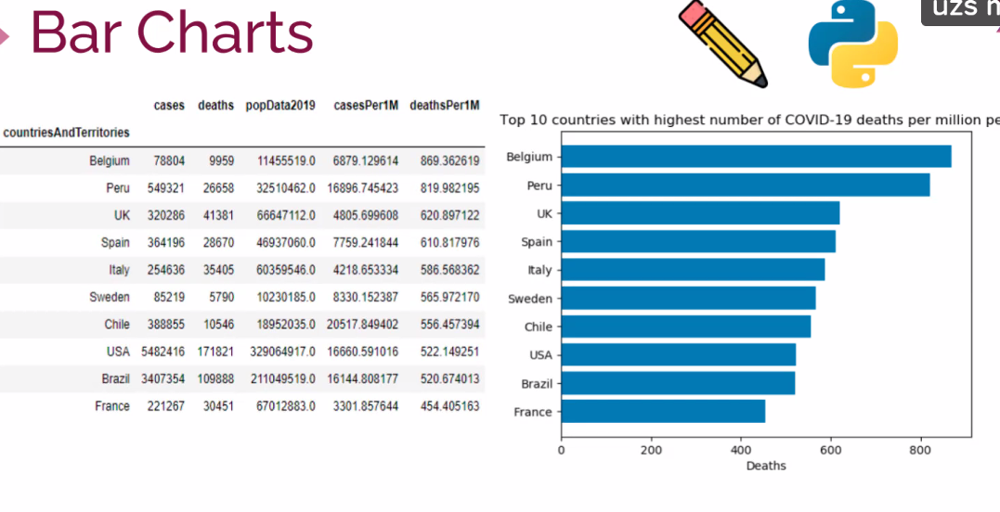 Bar Charts
uzs
cases deaths popData2019 casesPer1M deathsPer1M
countriesAndTerritories
Belgium 78804 9959 11455519.0 6879.129614 869.362619
Peru 549321 26658 32510462.0 16896.745423 819.982195
UK 320286 41381 66647112.0 4805.699608 620.897122
Spain 364196 28670 46937060.0 7759.241844 610.817976
Italy 254636 35405 60359546.0 4218.653334 586.568362
Sweden 85219 5790 10230185.0 8330.152387 565.972170
Chile 388855 10546 18952035.0 20517.849402 556.457394
USA 5482416 171821 329064917.0 16660.591016 522.149251
Brazil 3407354 109888 211049519.0 16144.808177 520.674013
France 221267 30451 67012883.0 3301.857644 454.405163
Top 10 countries with highest number of COVID-19 deaths per million
Belgium
Peru
UK
Spain
Italy
Sweden
Chile
USA
Brazil
France
0 200 400 600 800
Deaths